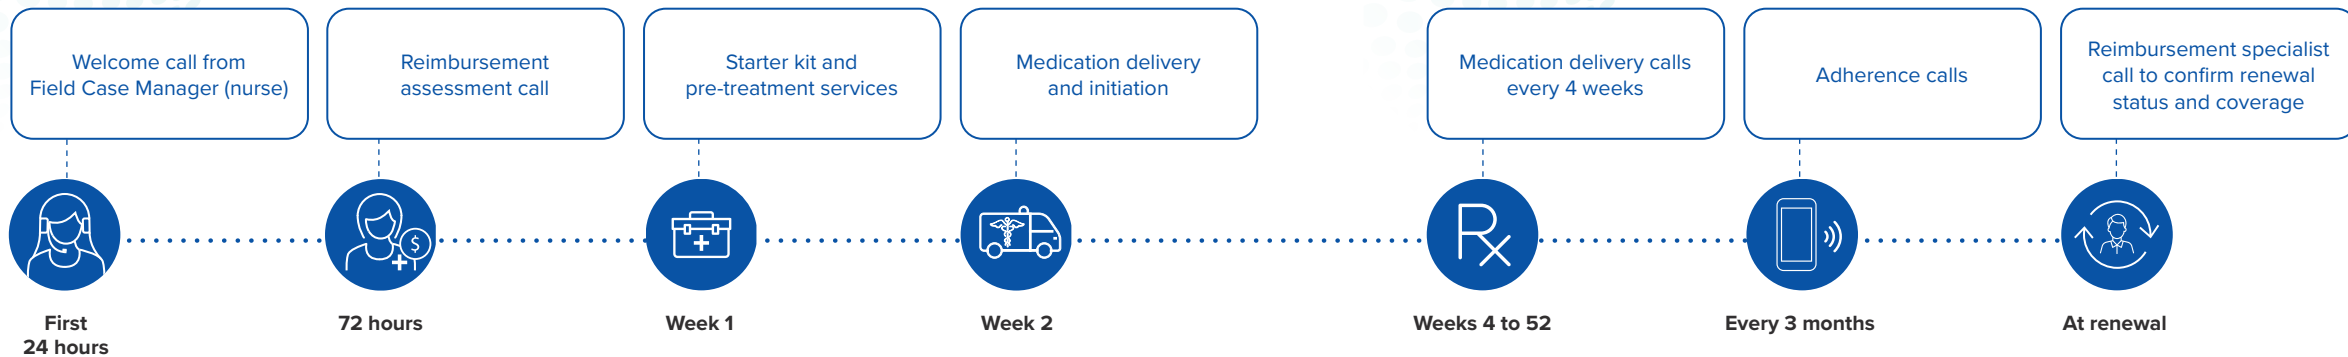 Welcome call from
Field Case Manager (nurse)
Reimbursement
assessment call
Starter kit and
pre-treatment services
Medication delivery
and initiation
Medication delivery calls
every 4 weeks
Adherence calls
Reimbursement specialist
call to confirm renewal
status and coverage
$
Rx
First
24 hours
72 hours
Week 1
Week 2
Weeks 4 to 52
Every 3 months
At renewal